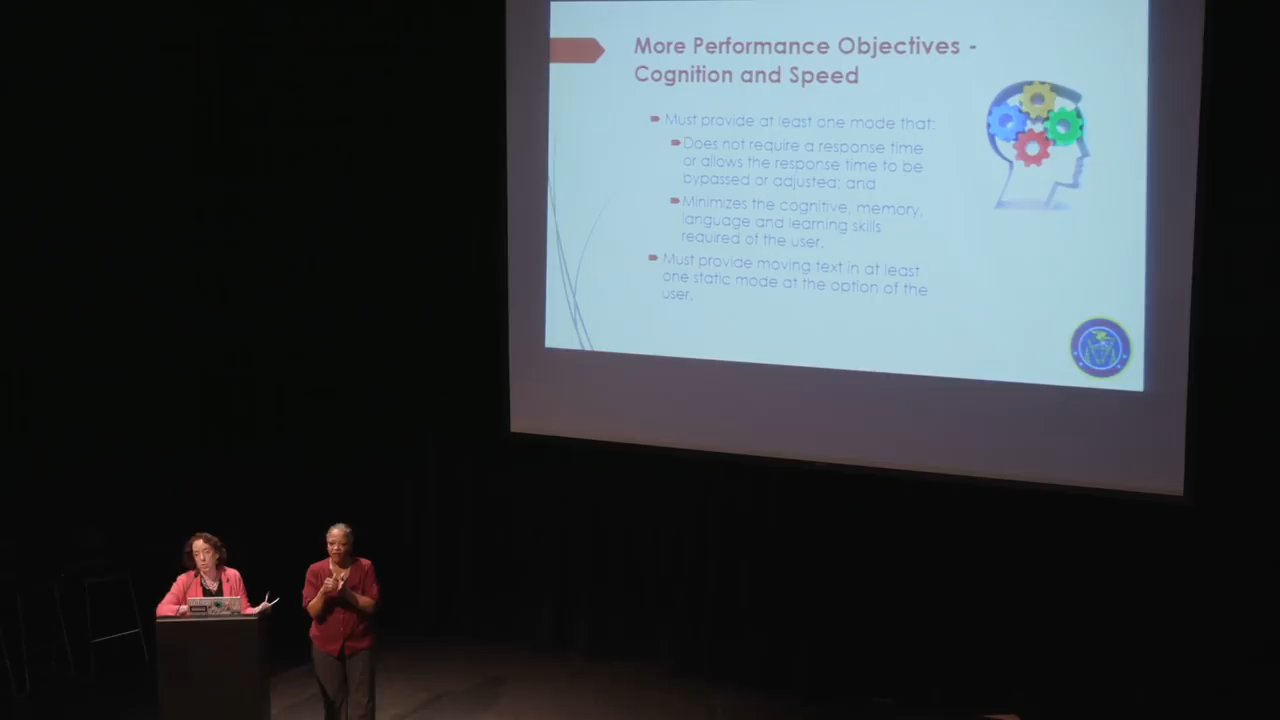 More Performance Objectives -
Cognition and Speed
Must provide at least one mode that:
Does not require a response time
or allows the response time to be
bypassed or adjusted; and
Minimizes the cognitive, memory,
language and learning skills
required of the user.
Must provide moving text in at least
one static mode at the option of the
user.